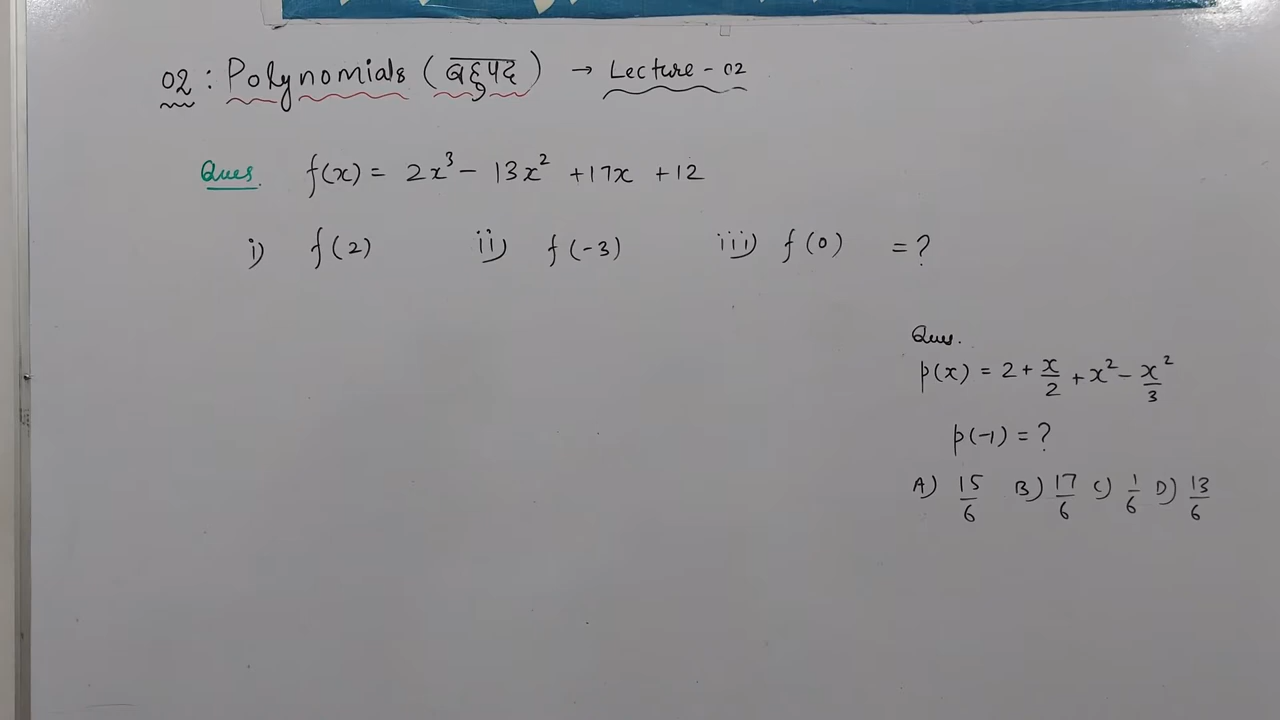 02 : Polynomials (बहुपद) → Lecture - 02
Ques. f(x) = 2x³ - 13x² + 17x + 12
i) f(2) ii) f(-3) iii) f(0) = ?
Ques.
p(x) = 2 + x/2 + x² - x²/3
p(-1) = ?
A) 15/6 B) 17/6 C) 1/6 D) 13/6